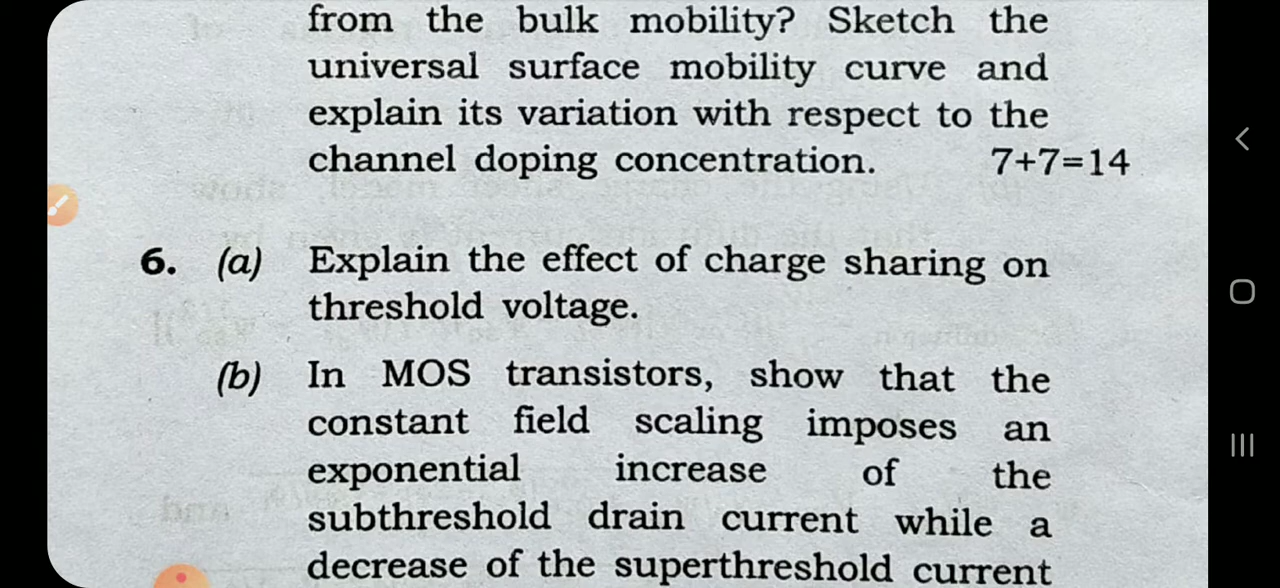 from the bulk mobility? Sketch the
universal surface mobility curve and
explain its variation with respect to the
channel doping concentration. 7+7=14
6. (a) Explain the effect of charge sharing on
threshold voltage.
(b) In MOS transistors, show that the
constant field scaling imposes an
exponential increase of the
subthreshold drain current while a
decrease of the superthreshold current